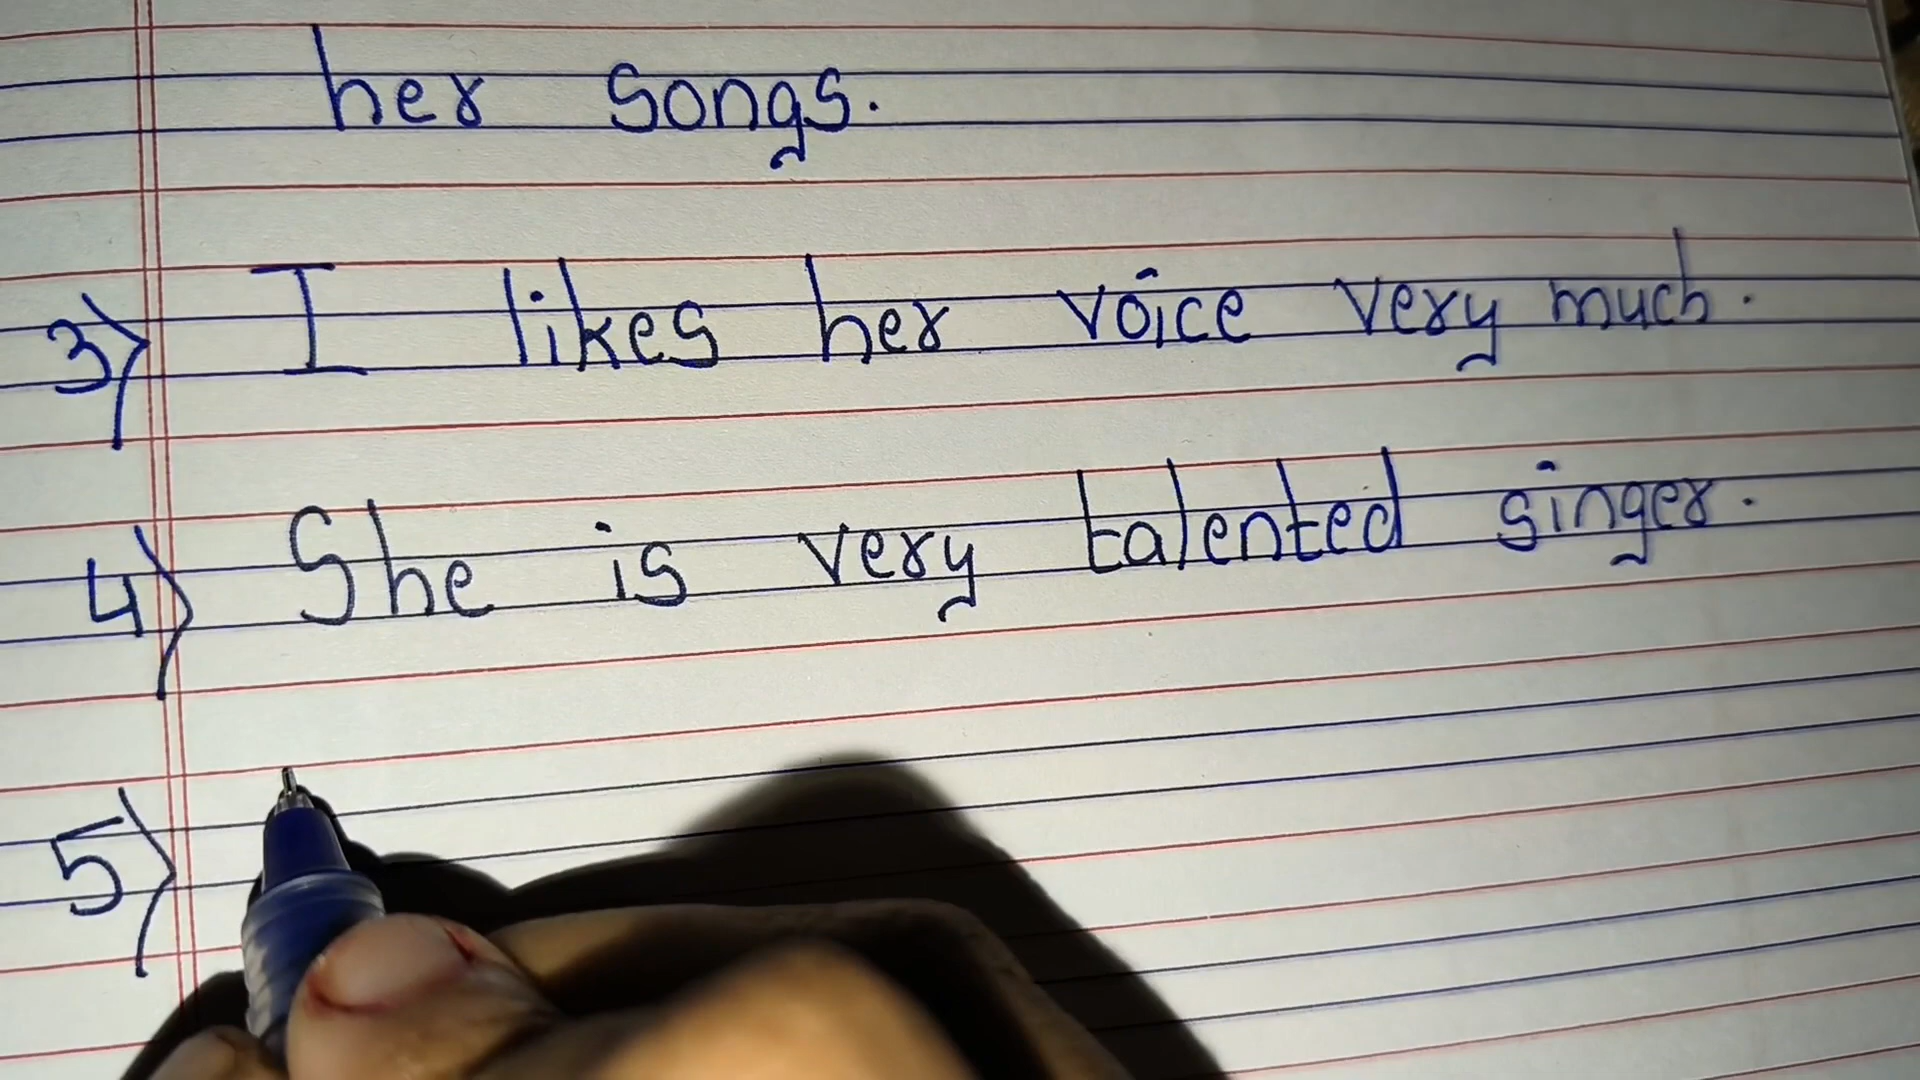 her songs.
3) I likes her voice very much.
4) She is very talented singer.
5)